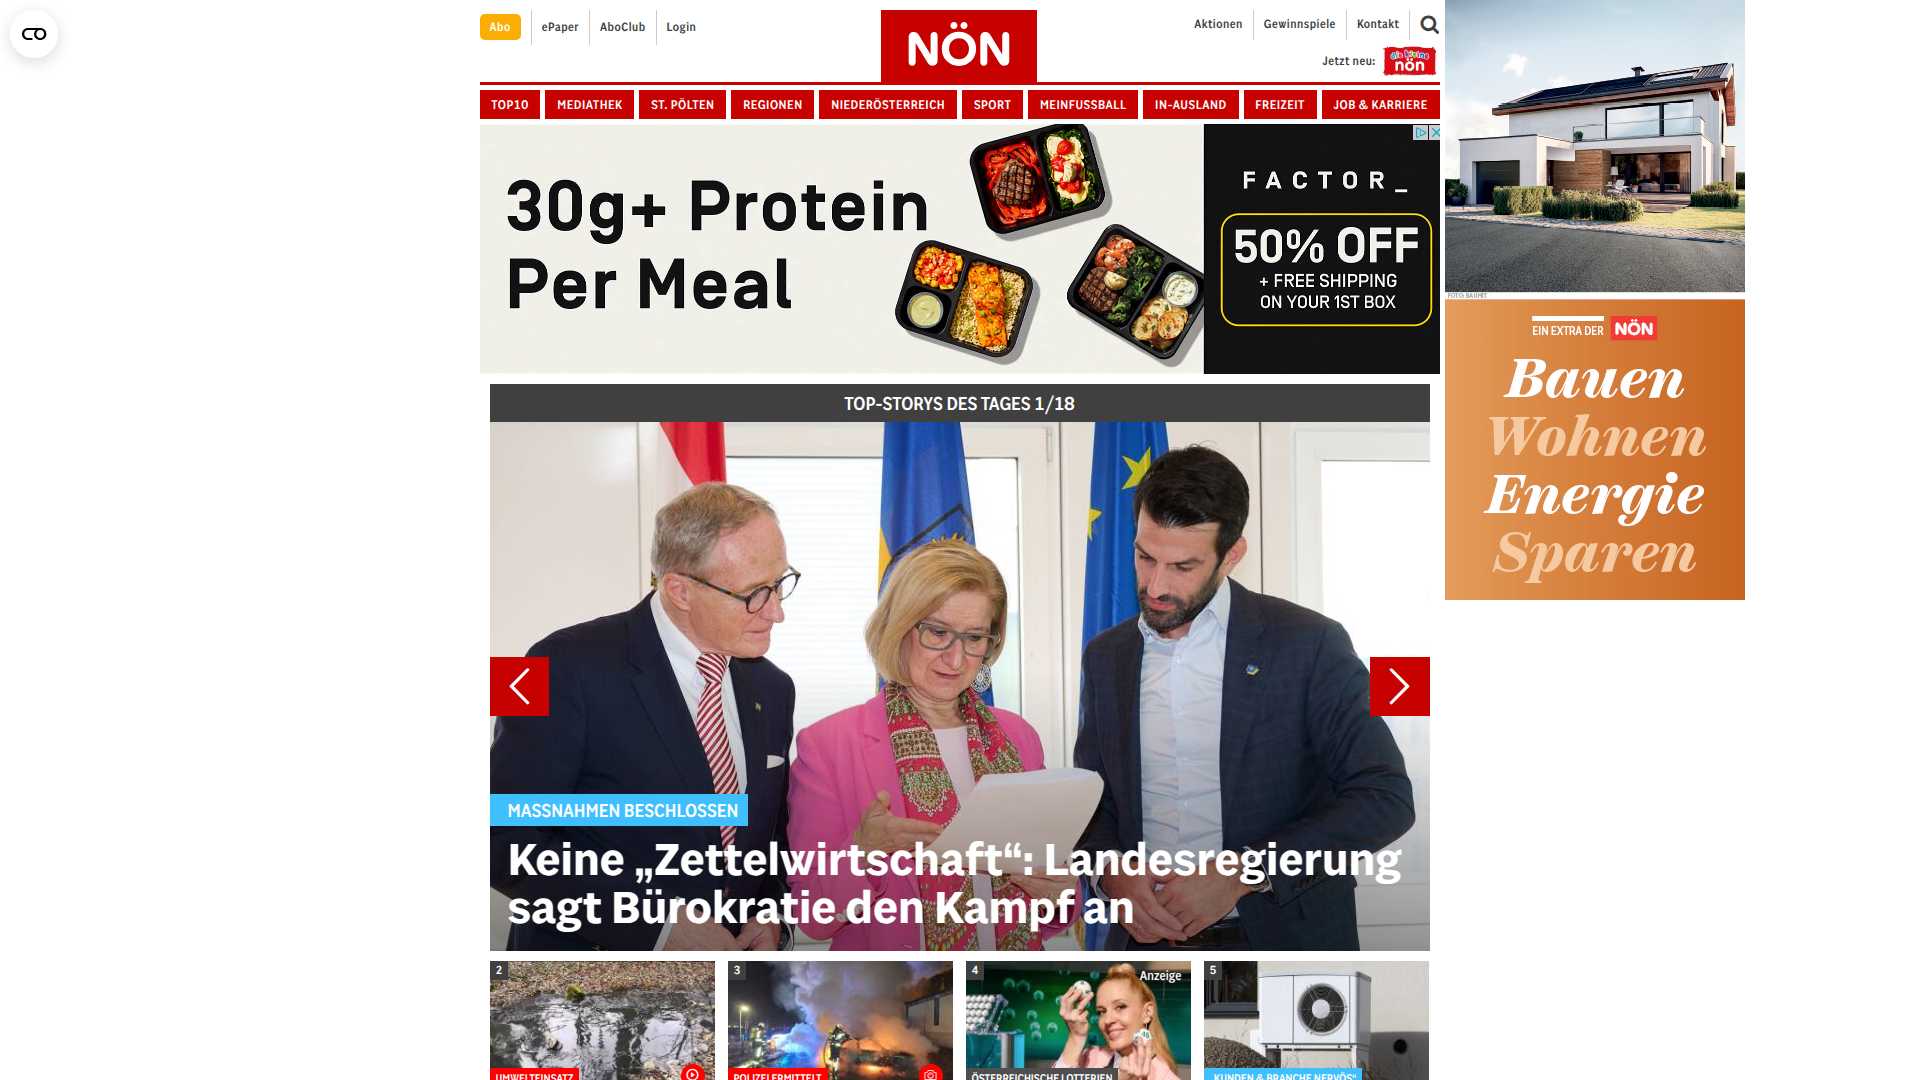 Abo
ePaper
AboClub
Login
NÖN
Aktionen
Gewinnspiele
Kontakt
Jetzt neu:
die kleine
nön
TOP10
MEDIATHEK
ST. PÖLTEN
REGIONEN
NIEDERÖSTERREICH
SPORT
MEINFUSSBALL
IN-AUSLAND
FREIZEIT
JOB & KARRIERE
30g+ Protein
Per Meal
FACTOR_
50% OFF
+ FREE SHIPPING
ON YOUR 1ST BOX
FOTO: BAUMIT
EIN EXTRA DER NÖN
Bauen
Wohnen
Energie
Sparen
TOP-STORYS DES TAGES 1/18
MASSNAHMEN BESCHLOSSEN
Keine „Zettelwirtschaft“: Landesregierung
sagt Bürokratie den Kampf an
2
UMWELTEINSATZ
3
POLIZEI ERMITTELT
4
Anzeige
ÖSTERREICHISCHE LOTTERIEN
5
„KUNDEN & BRANCHE NERVÖS“